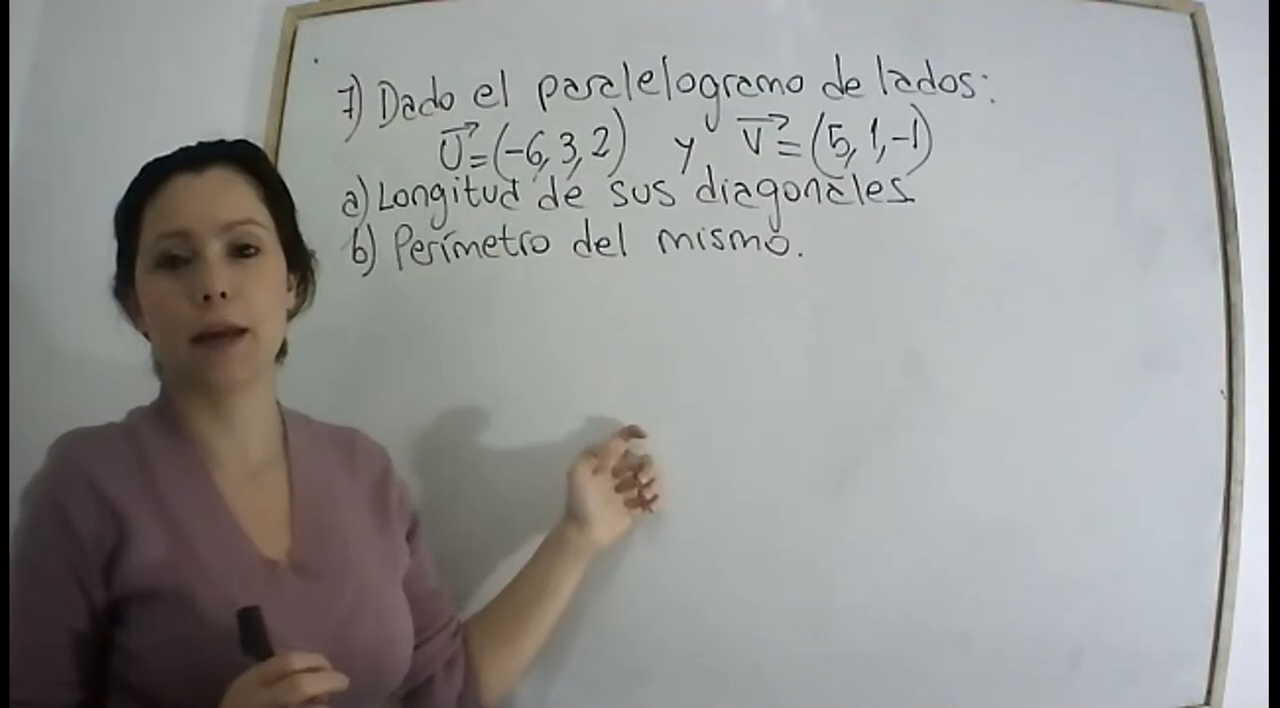 7) Dado el paralelogramo de lados:
U⃗=(-6,3,2) y V⃗=(5,1,-1)
a) Longitud de sus diagonales
b) Perímetro del mismo.